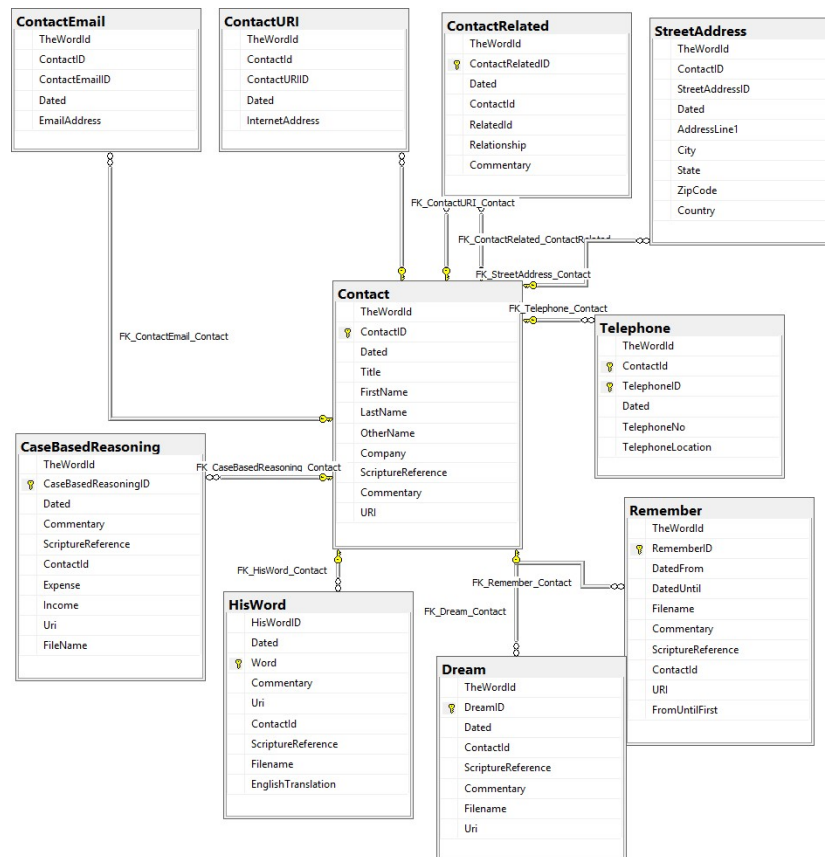 ContactEmail
TheWordId
ContactID
ContactEmailID
Dated
EmailAddress
ContactURI
TheWordId
ContactId
ContactURIID
Dated
InternetAddress
ContactRelated
TheWordId
ContactRelatedID
Dated
ContactId
RelatedId
Relationship
Commentary
StreetAddress
TheWordId
ContactID
StreetAddressID
Dated
AddressLine1
City
State
ZipCode
Country
FK_ContactURI_Contact
FK_ContactRelated_ContactRelated
FK_StreetAddress_Contact
FK_Telephone_Contact
FK_ContactEmail_Contact
Contact
TheWordId
ContactID
Dated
Title
FirstName
LastName
OtherName
Company
ScriptureReference
Commentary
URI
Telephone
TheWordId
ContactId
TelephoneID
Dated
TelephoneNo
TelephoneLocation
CaseBasedReasoning
TheWordId
CaseBasedReasoningID
Dated
Commentary
ScriptureReference
ContactId
Expense
Income
Uri
FileName
FK_CaseBasedReasoning_Contact
FK_HisWord_Contact
FK_Remember_Contact
FK_Dream_Contact
HisWord
HisWordID
Dated
Word
Commentary
Uri
ContactId
ScriptureReference
Filename
EnglishTranslation
Dream
TheWordId
DreamID
Dated
ContactId
ScriptureReference
Commentary
Filename
Uri
Remember
TheWordId
RememberID
DatedFrom
DatedUntil
Filename
Commentary
ScriptureReference
ContactId
URI
FromUntilFirst